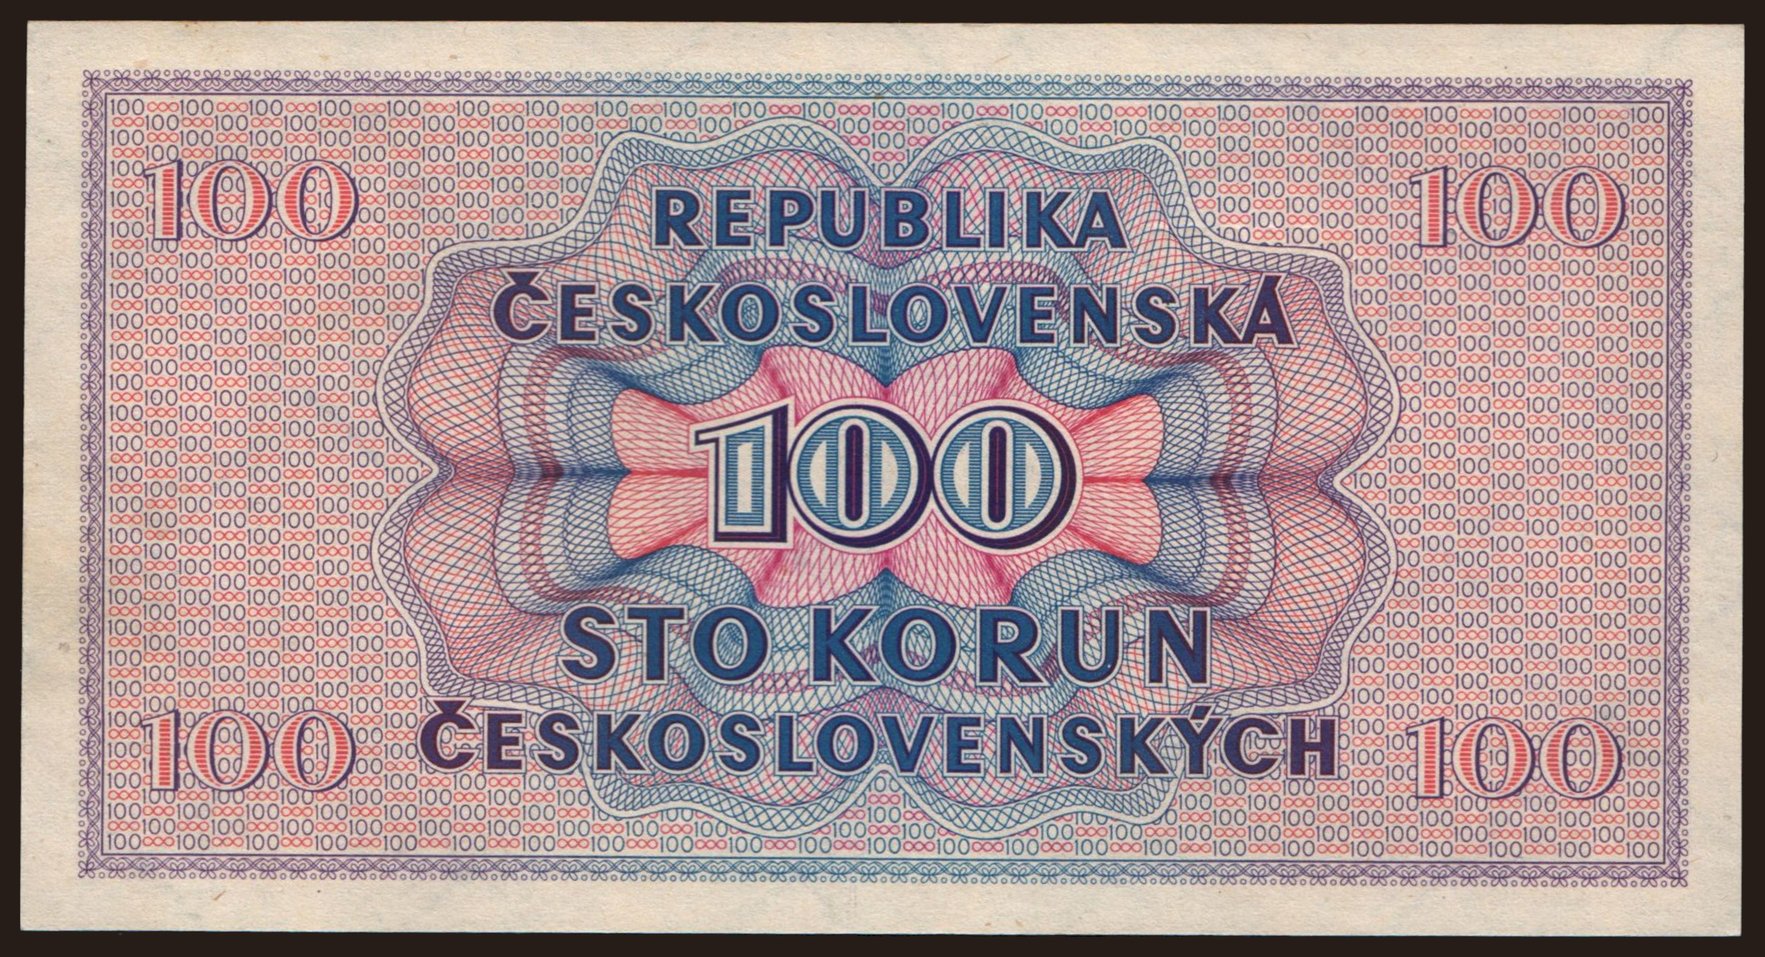 100 100
REPUBLIKA
ČESKOSLOVENSKÁ
100
STO KORUN
ČESKOSLOVENSKÝCH
100 100